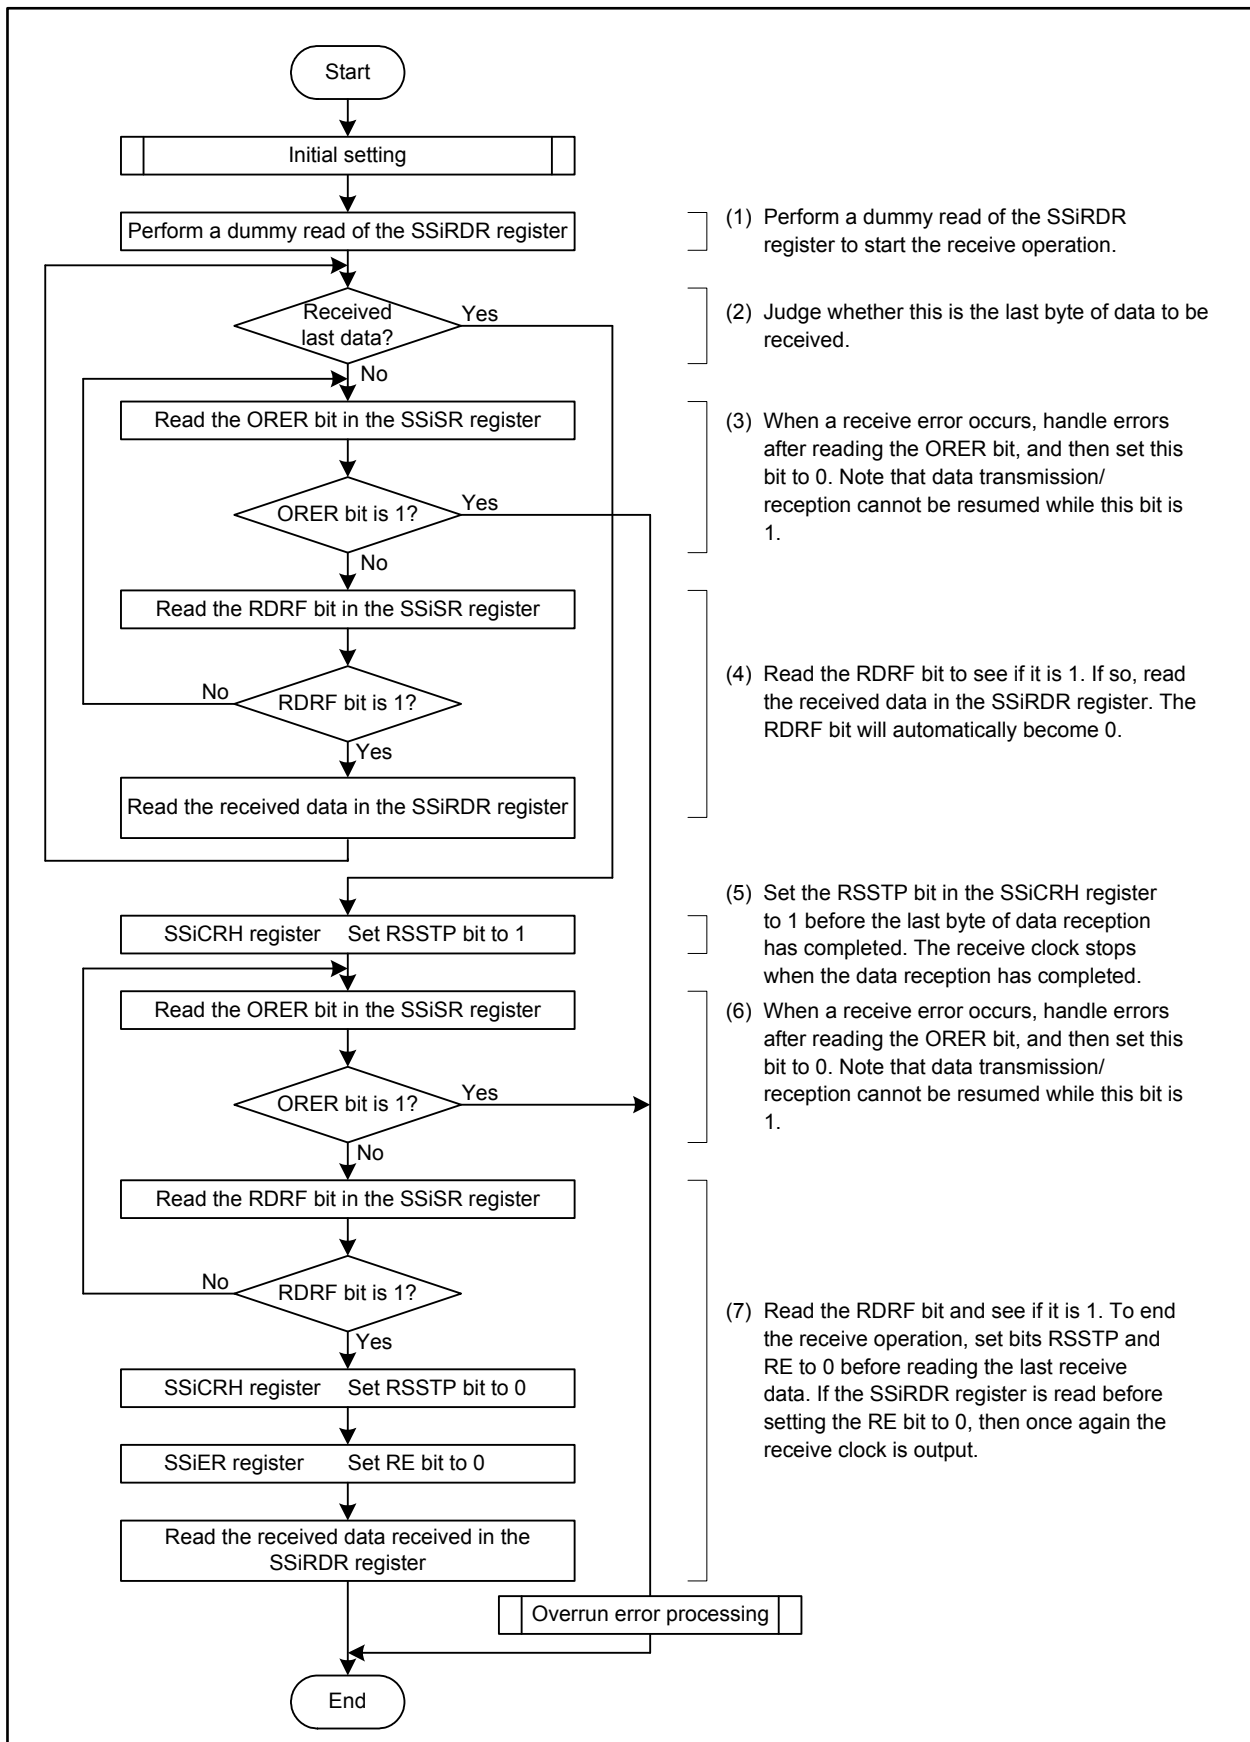 Start
Initial setting
Perform a dummy read of the SSiRDR register
(1) Perform a dummy read of the SSiRDR
register to start the receive operation.
Received
last data?
Yes
No
(2) Judge whether this is the last byte of data to be
received.
Read the ORER bit in the SSiSR register
ORER bit is 1?
Yes
No
(3) When a receive error occurs, handle errors
after reading the ORER bit, and then set this
bit to 0. Note that data transmission/
reception cannot be resumed while this bit is
1.
Read the RDRF bit in the SSiSR register
No
RDRF bit is 1?
Yes
Read the received data in the SSiRDR register
(4) Read the RDRF bit to see if it is 1. If so, read
the received data in the SSiRDR register. The
RDRF bit will automatically become 0.
SSiCRH register Set RSSTP bit to 1
(5) Set the RSSTP bit in the SSiCRH register
to 1 before the last byte of data reception
has completed. The receive clock stops
when the data reception has completed.
Read the ORER bit in the SSiSR register
ORER bit is 1?
Yes
No
(6) When a receive error occurs, handle errors
after reading the ORER bit, and then set this
bit to 0. Note that data transmission/
reception cannot be resumed while this bit is
1.
Read the RDRF bit in the SSiSR register
No
RDRF bit is 1?
Yes
SSiCRH register Set RSSTP bit to 0
SSiER register Set RE bit to 0
Read the received data received in the
SSiRDR register
(7) Read the RDRF bit and see if it is 1. To end
the receive operation, set bits RSSTP and
RE to 0 before reading the last receive
data. If the SSiRDR register is read before
setting the RE bit to 0, then once again the
receive clock is output.
Overrun error processing
End